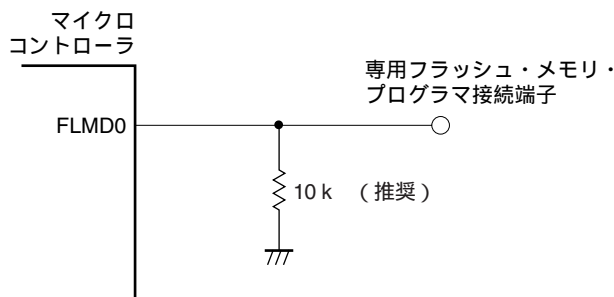 マイクロ
コントローラ
専用フラッシュ・メモリ・
プログラマ接続端子
FLMD0
10 k （推奨）